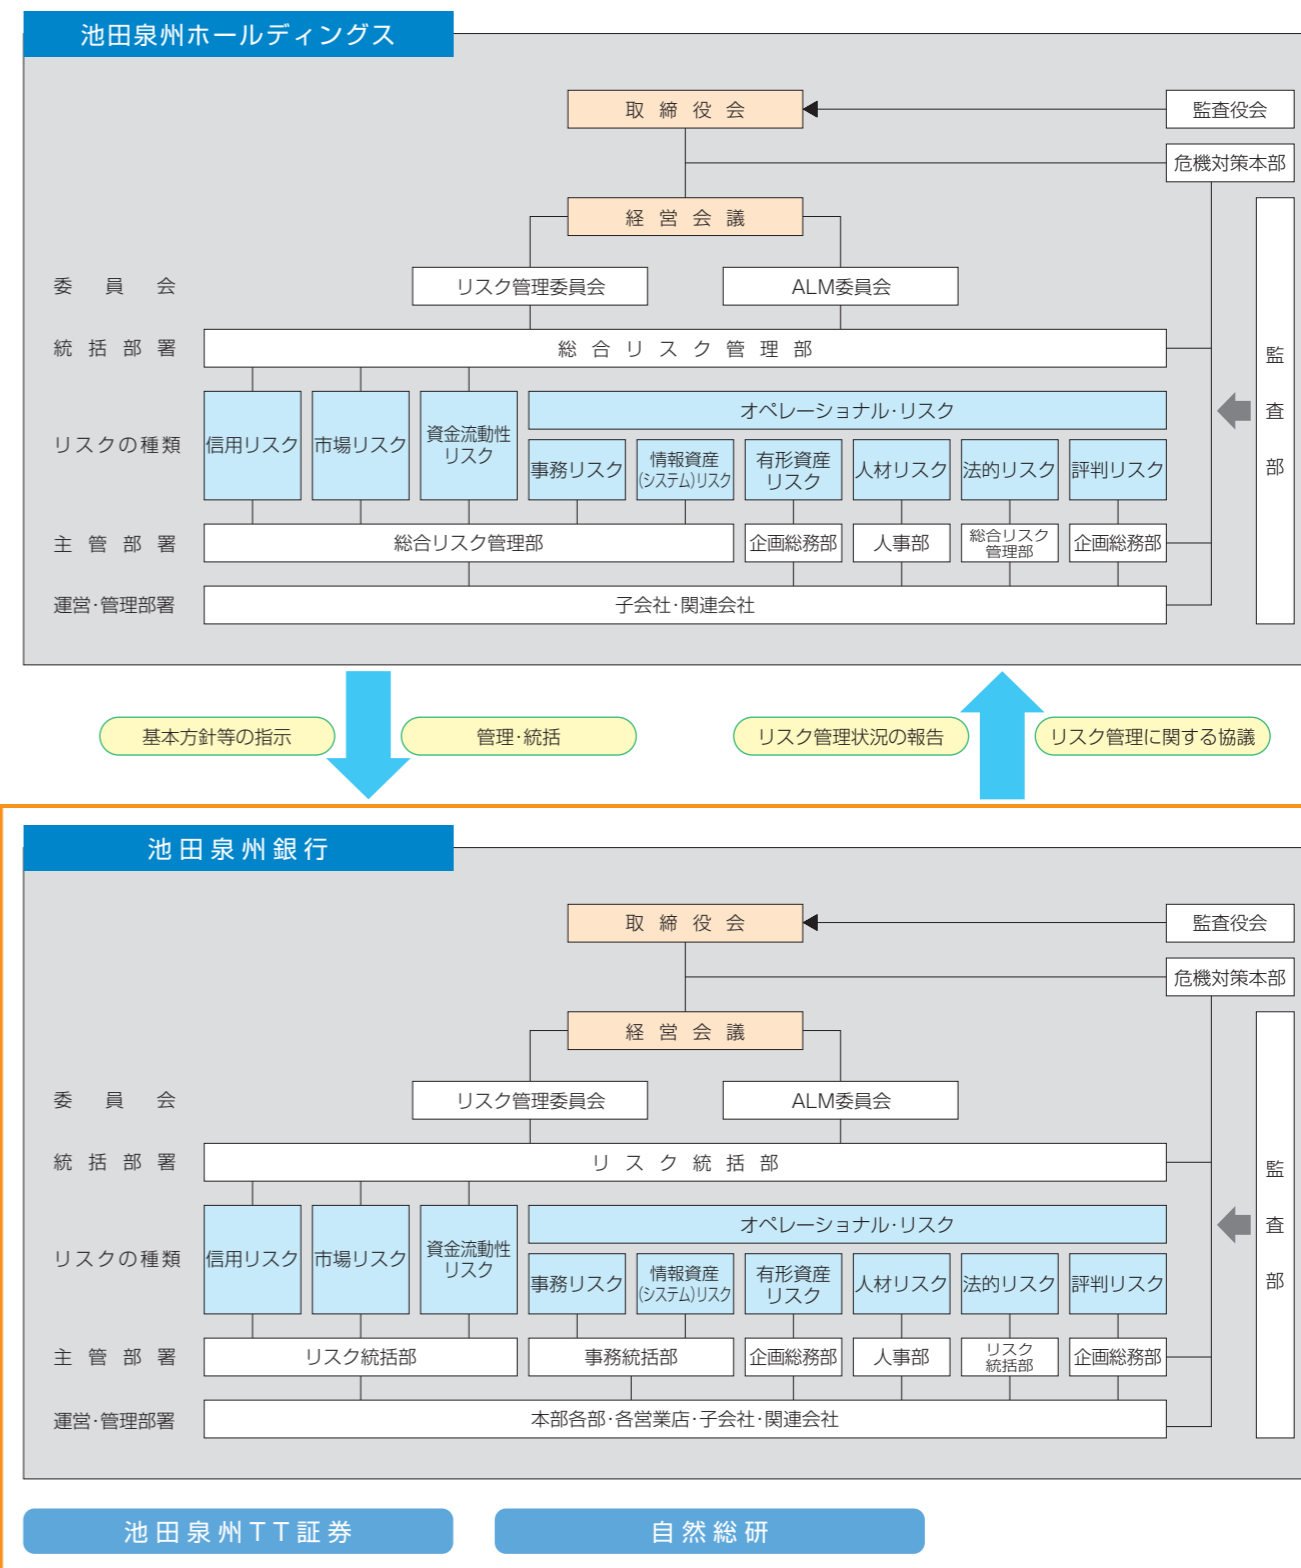 池田泉州ホールディングス
取締役会
監査役会
危機対策本部
経営会議
委員会
リスク管理委員会
ALM委員会
統括部署
総合リスク管理部
監査部
リスクの種類
信用リスク
市場リスク
資金流動性
リスク
オペレーショナル・リスク
事務リスク
情報資産
(システム)リスク
有形資産
リスク
人材リスク
法的リスク
評判リスク
主管部署
総合リスク管理部
企画総務部
人事部
総合リスク
管理部
企画総務部
運営・管理部署
子会社・関連会社
基本方針等の指示
管理・統括
リスク管理状況の報告
リスク管理に関する協議
池田泉州銀行
取締役会
監査役会
危機対策本部
経営会議
委員会
リスク管理委員会
ALM委員会
統括部署
リスク統括部
監査部
リスクの種類
信用リスク
市場リスク
資金流動性
リスク
オペレーショナル・リスク
事務リスク
情報資産
(システム)リスク
有形資産
リスク
人材リスク
法的リスク
評判リスク
主管部署
リスク統括部
事務統括部
企画総務部
人事部
リスク
統括部
企画総務部
運営・管理部署
本部各部・各営業店・子会社・関連会社
池田泉州TT証券
自然総研